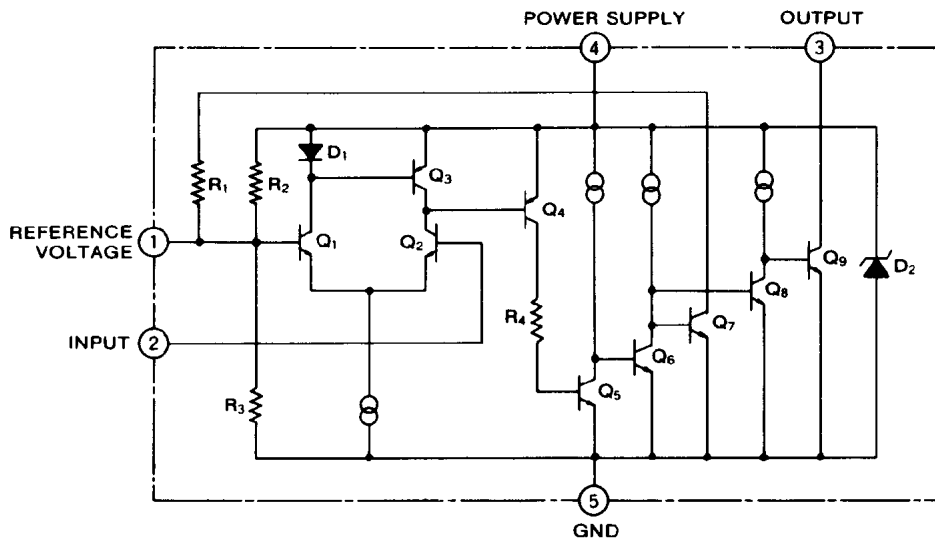 POWER SUPPLY
OUTPUT
4
3
D1
Q3
R1
R2
Q4
REFERENCE
VOLTAGE
1
Q1
Q2
Q9
D2
Q8
R4
Q7
INPUT
2
Q6
Q5
R3
5
GND